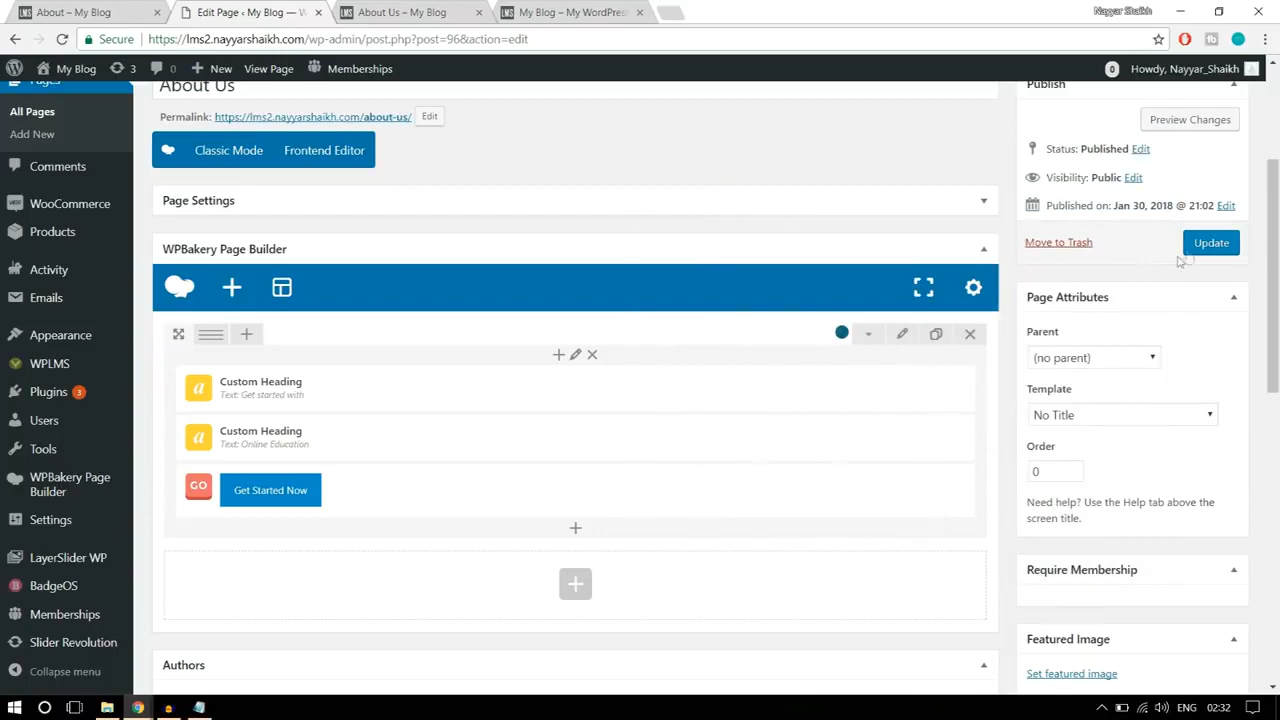 About – My Blog
Edit Page ‹ My Blog —
About Us – My Blog
My Blog – My WordPress
Nayyar Shaikh
Secure
https://lms2.nayyarshaikh.com/wp-admin/post.php?post=96&action=edit
My Blog
3
0
New
View Page
Memberships
0
Howdy, Nayyar_Shaikh
Pages
All Pages
Add New
Comments
WooCommerce
Products
Activity
Emails
Appearance
WPLMS
Plugins 3
Users
Tools
WPBakery Page
Builder
Settings
LayerSlider WP
BadgeOS
Memberships
Slider Revolution
Collapse menu
About Us
Permalink: https://lms2.nayyarshaikh.com/about-us/ Edit
Classic Mode
Frontend Editor
Page Settings
WPBakery Page Builder
Custom Heading
Text: Get started with
Custom Heading
Text: Online Education
GO
Get Started Now
Authors
Publish
Preview Changes
Status: Published Edit
Visibility: Public Edit
Published on: Jan 30, 2018 @ 21:02 Edit
Move to Trash
Update
Page Attributes
Parent
(no parent)
Template
No Title
Order
0
Need help? Use the Help tab above the
screen title.
Require Membership
Featured Image
Set featured image
ENG
02:32